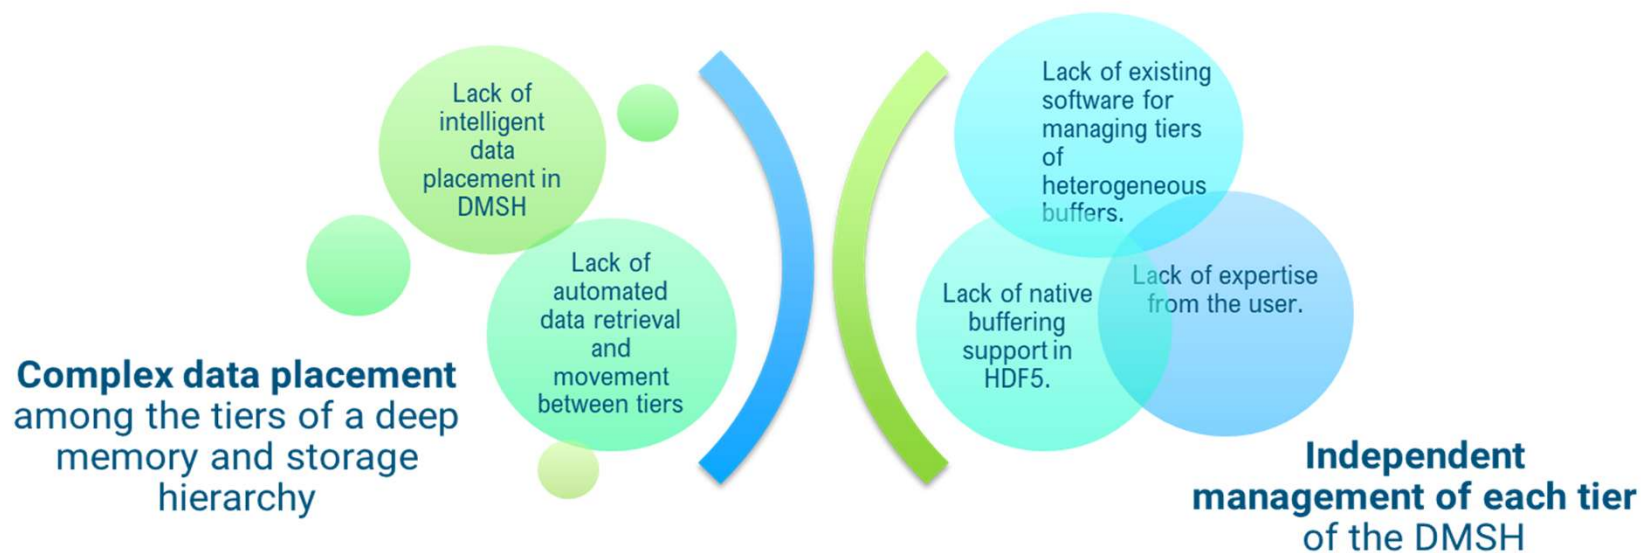 Lack of
intelligent
data
placement in
DMSH
Lack of
automated
data retrieval
and
movement
between tiers
Complex data placement
among the tiers of a deep
memory and storage
hierarchy
Lack of existing
software for
managing tiers
of
heterogeneous
buffers.
Lack of native
buffering
support in
HDF5.
Lack of expertise
from the user.
Independent
management of each tier
of the DMSH